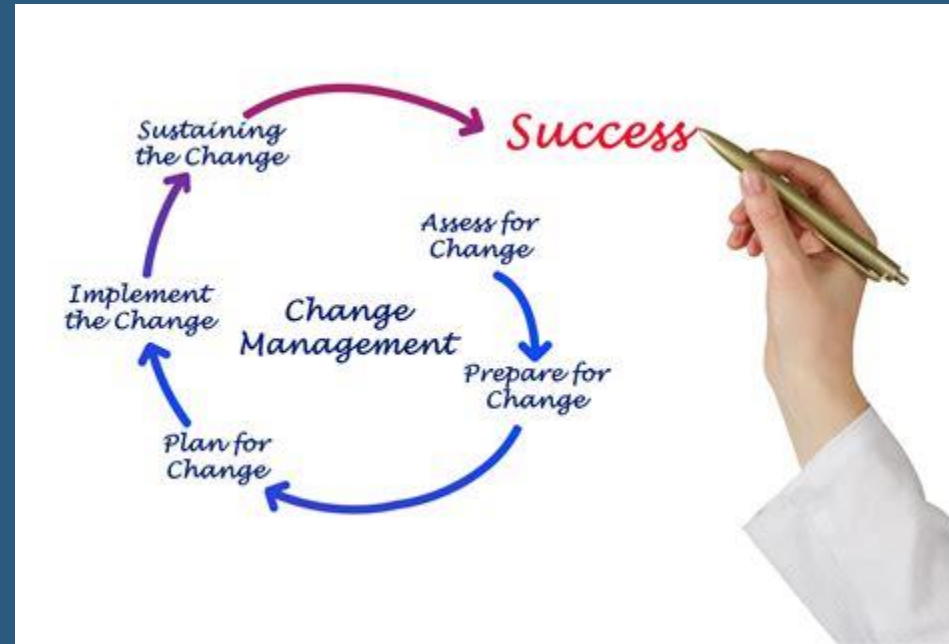 Success
Assess for
Change
Prepare for
Change
Plan for
Change
Implement
the Change
Sustaining
the Change
Change
Management